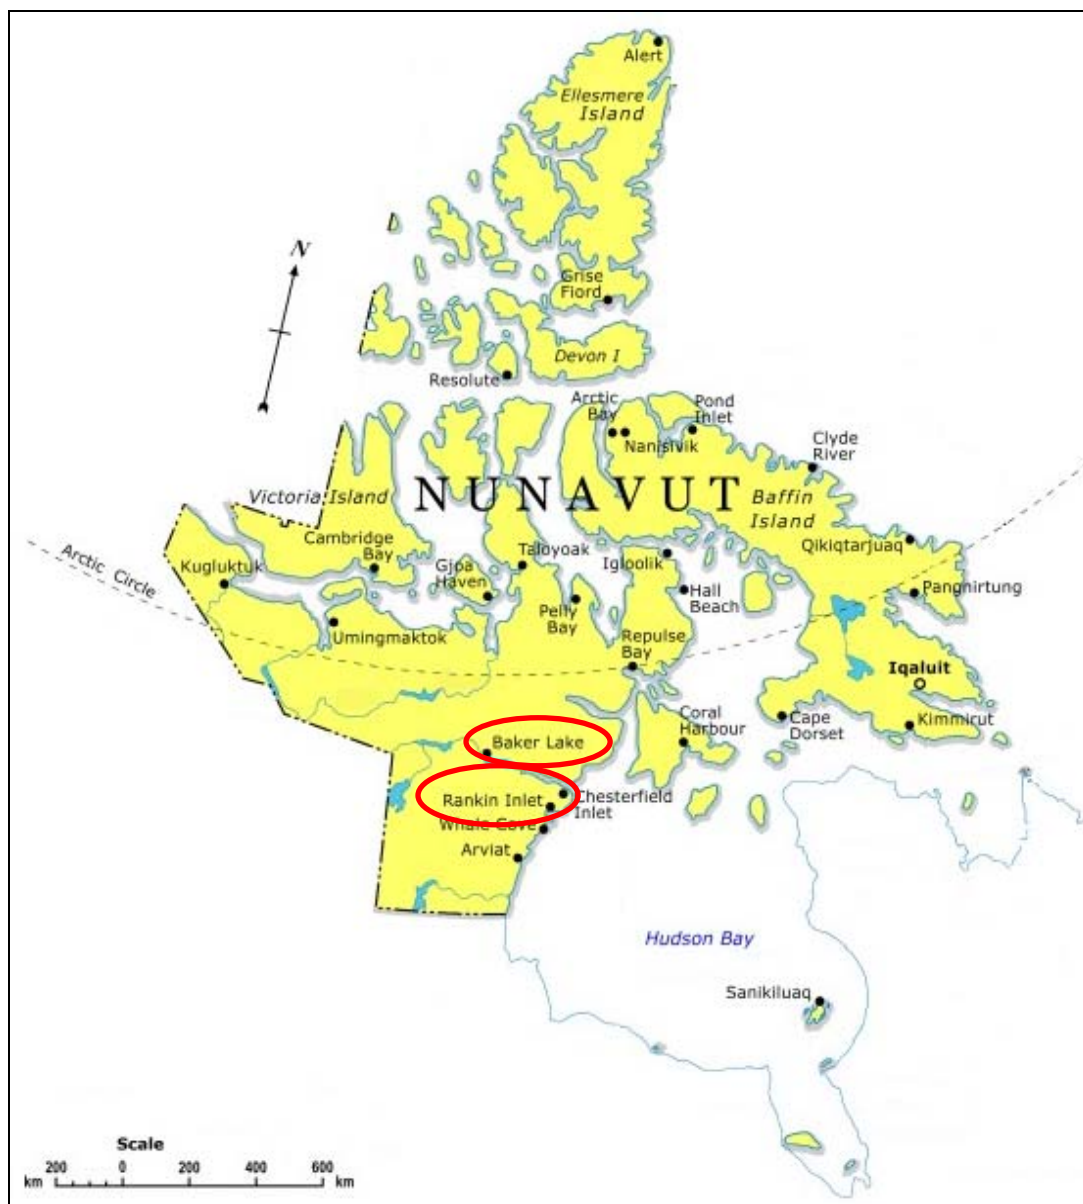 Alert
Ellesmere
Island
N
Grise
Fiord
Devon I
Resolute
Arctic
Bay
Pond
Inlet
Nanisivik
Clyde
River
Victoria Island
NUNAVUT
Baffin
Island
Arctic Circle
Cambridge
Bay
Kugluktuk
Gjoa
Haven
Taloyoak
Igloolik
Qikiqtarjuaq
Hall
Beach
Pangnirtung
Pelly
Bay
Umingmaktok
Repulse
Bay
Iqaluit
Coral
Harbour
Cape
Dorset
Kimmirut
Baker Lake
Rankin Inlet
Chesterfield
Inlet
Whale Cove
Arviat
Hudson Bay
Sanikiluaq
Scale
200 0 200 400 600
km km